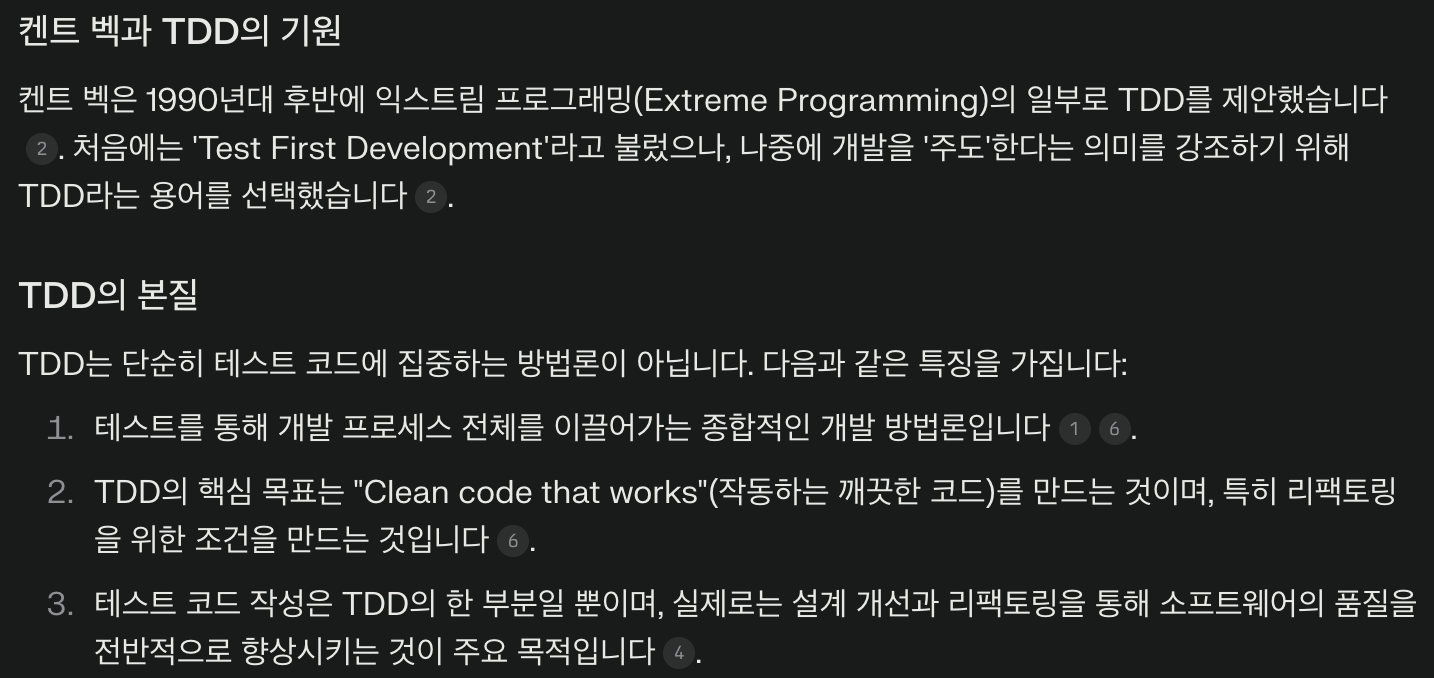 켄트 벡과 TDD의 기원
켄트 벡은 1990년대 후반에 익스트림 프로그래밍(Extreme Programming)의 일부로 TDD를 제안했습니다
2. 처음에는 'Test First Development'라고 불렀으나, 나중에 개발을 '주도'한다는 의미를 강조하기 위해
TDD라는 용어를 선택했습니다 2.
TDD의 본질
TDD는 단순히 테스트 코드에 집중하는 방법론이 아닙니다. 다음과 같은 특징을 가집니다:
1. 테스트를 통해 개발 프로세스 전체를 이끌어가는 종합적인 개발 방법론입니다 1 6.
2. TDD의 핵심 목표는 "Clean code that works"(작동하는 깨끗한 코드)를 만드는 것이며, 특히 리팩토링
을 위한 조건을 만드는 것입니다 6.
3. 테스트 코드 작성은 TDD의 한 부분일 뿐이며, 실제로는 설계 개선과 리팩토링을 통해 소프트웨어의 품질을
전반적으로 향상시키는 것이 주요 목적입니다 4.